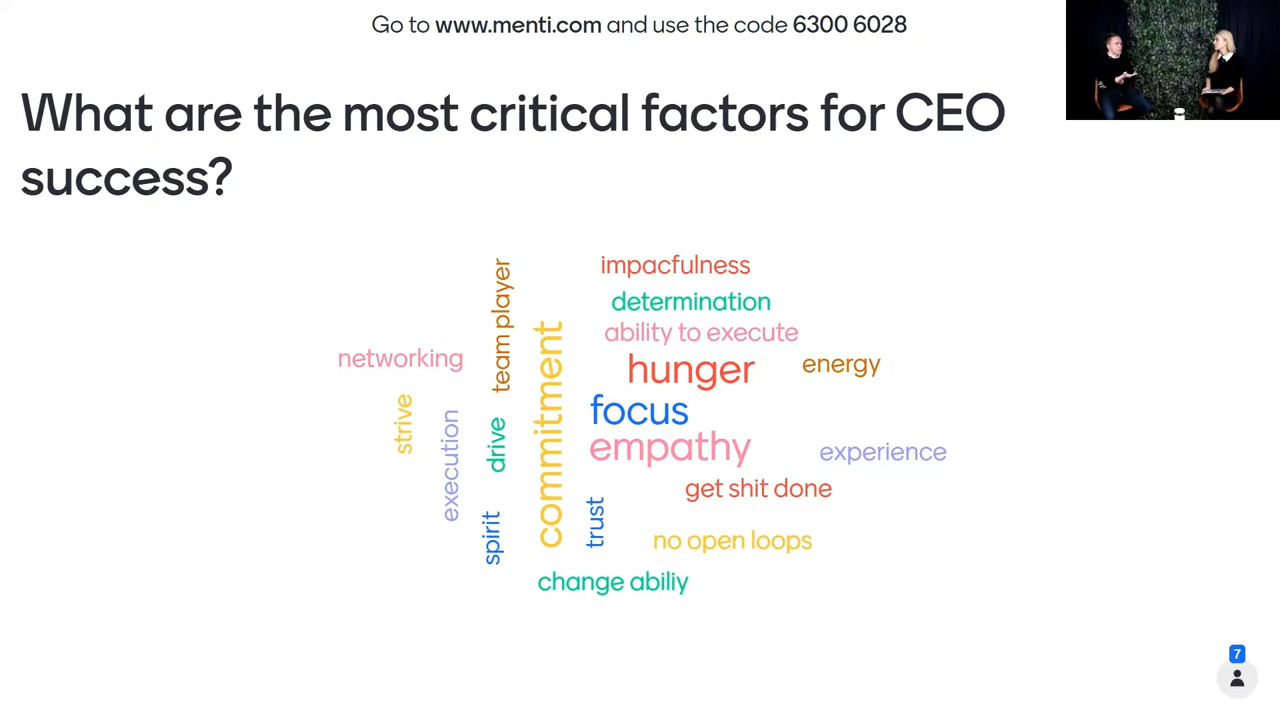 Go to www.menti.com and use the code 6300 6028
What are the most critical factors for CEO
success?
impacfulness
team player
determination
commitment
ability to execute
networking
hunger
energy
strive
focus
execution
drive
empathy
experience
get shit done
spirit
trust
no open loops
change abiliy
7